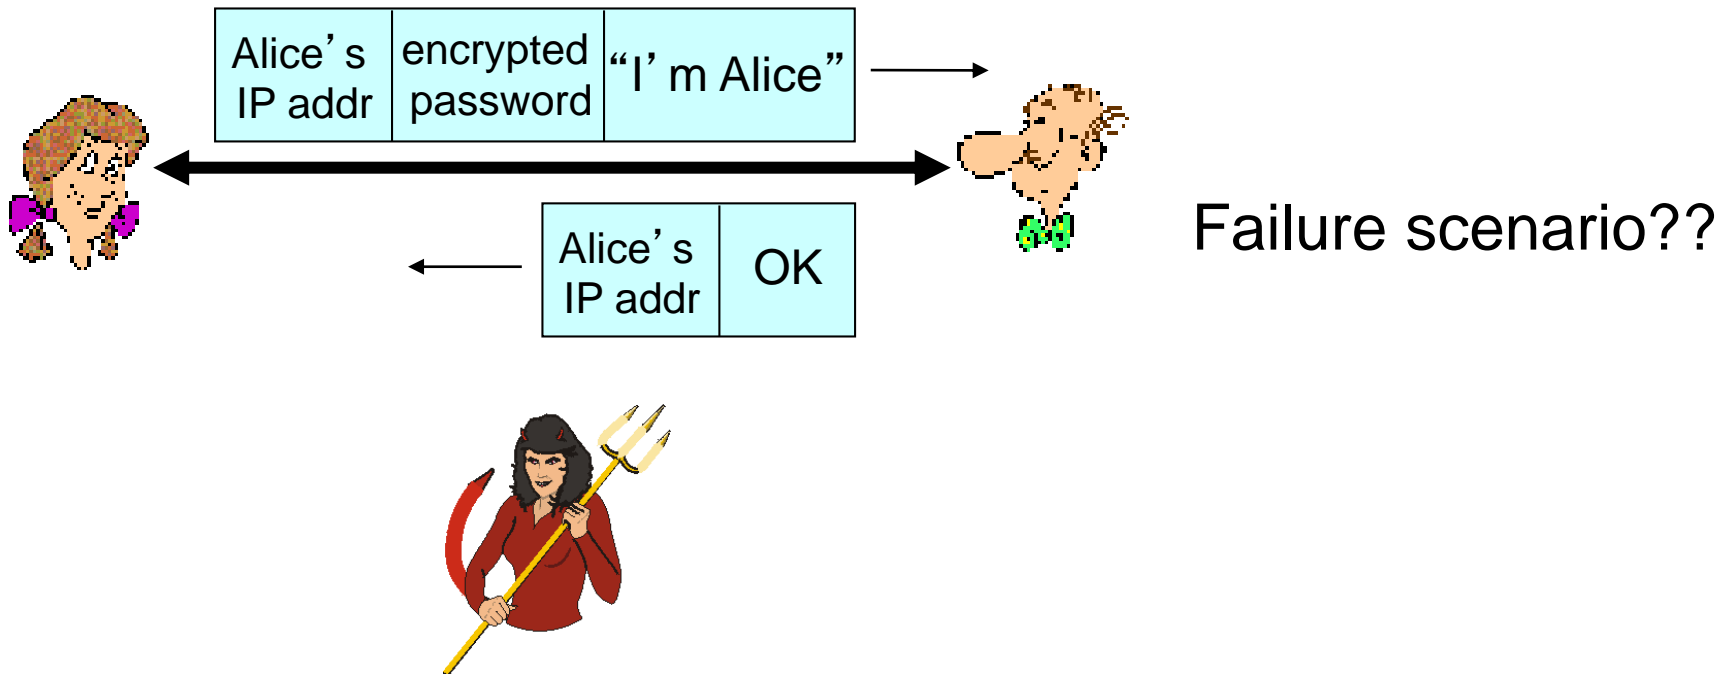 Alice’s
IP addr
encrypted
password
“I’m Alice”
Alice’s
IP addr
OK
Failure scenario??